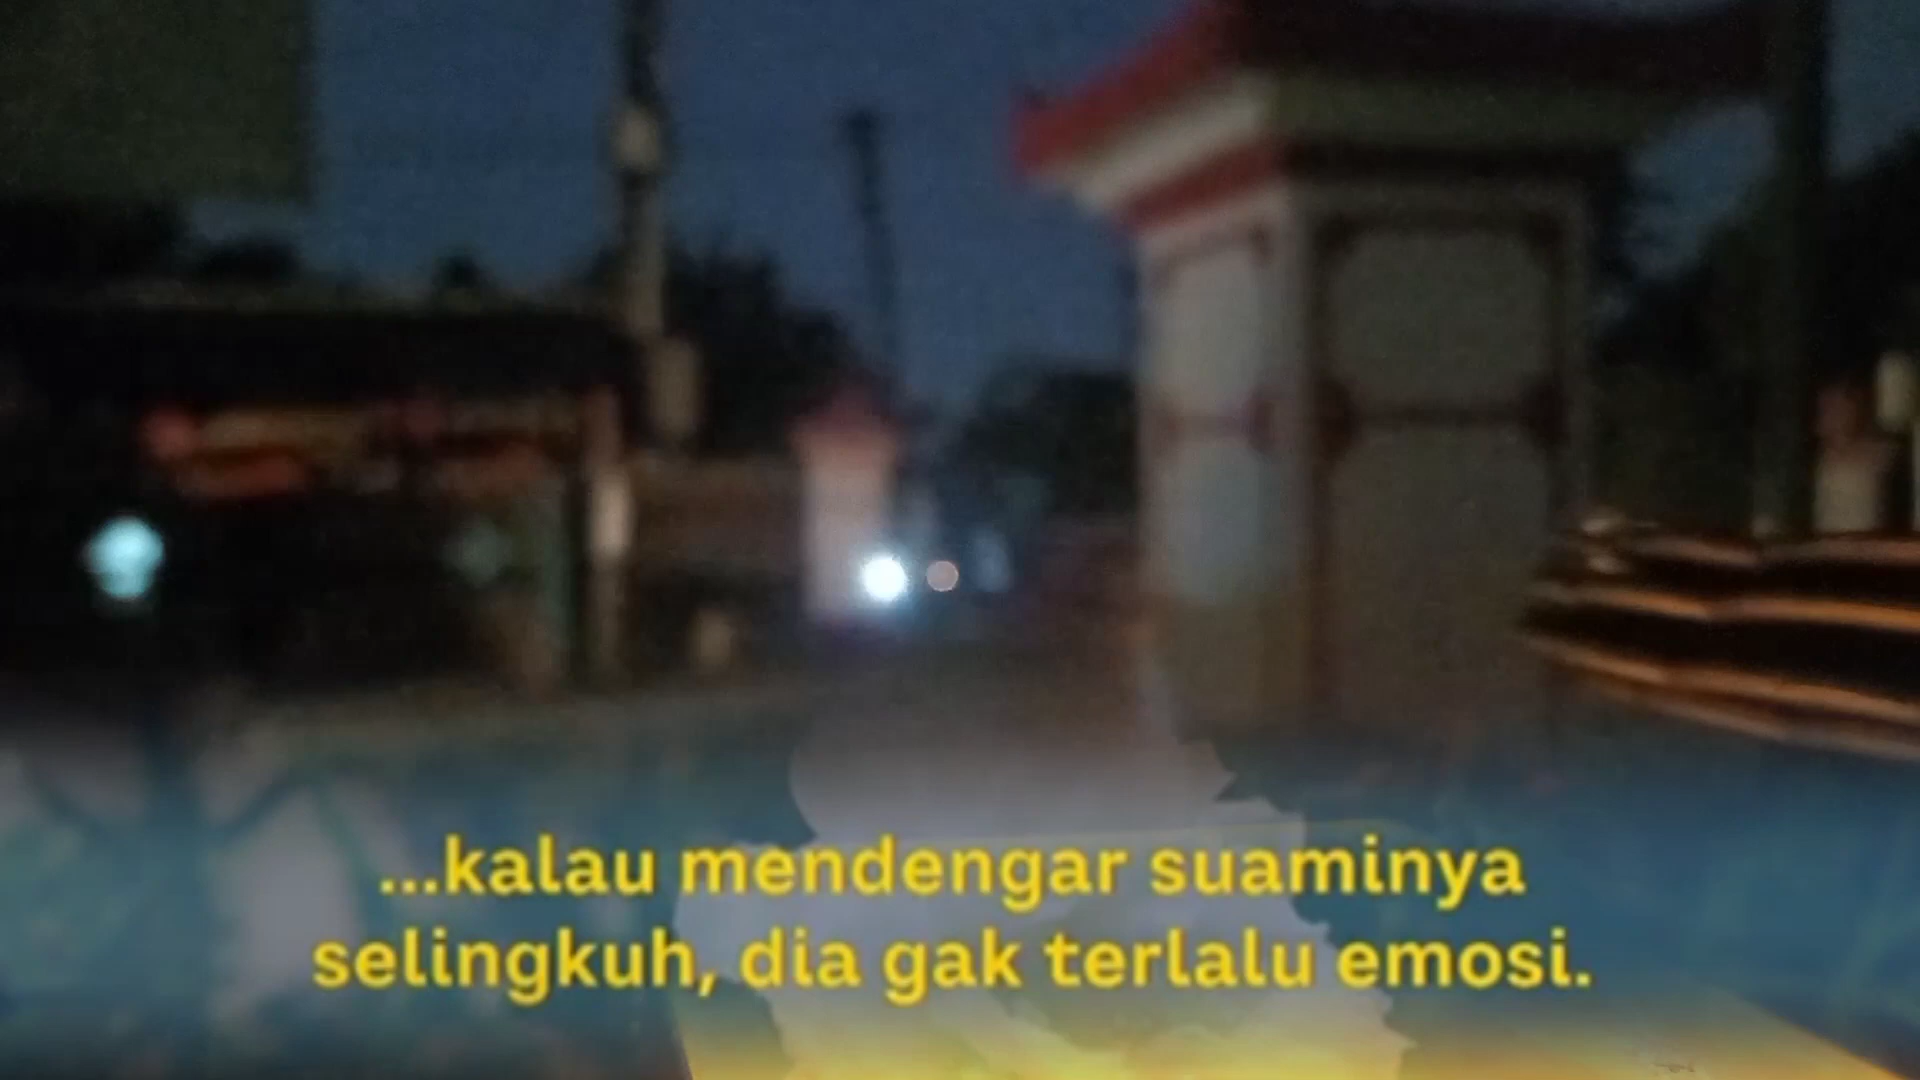 ...kalau mendengar suaminya
selingkuh, dia gak terlalu emosi.